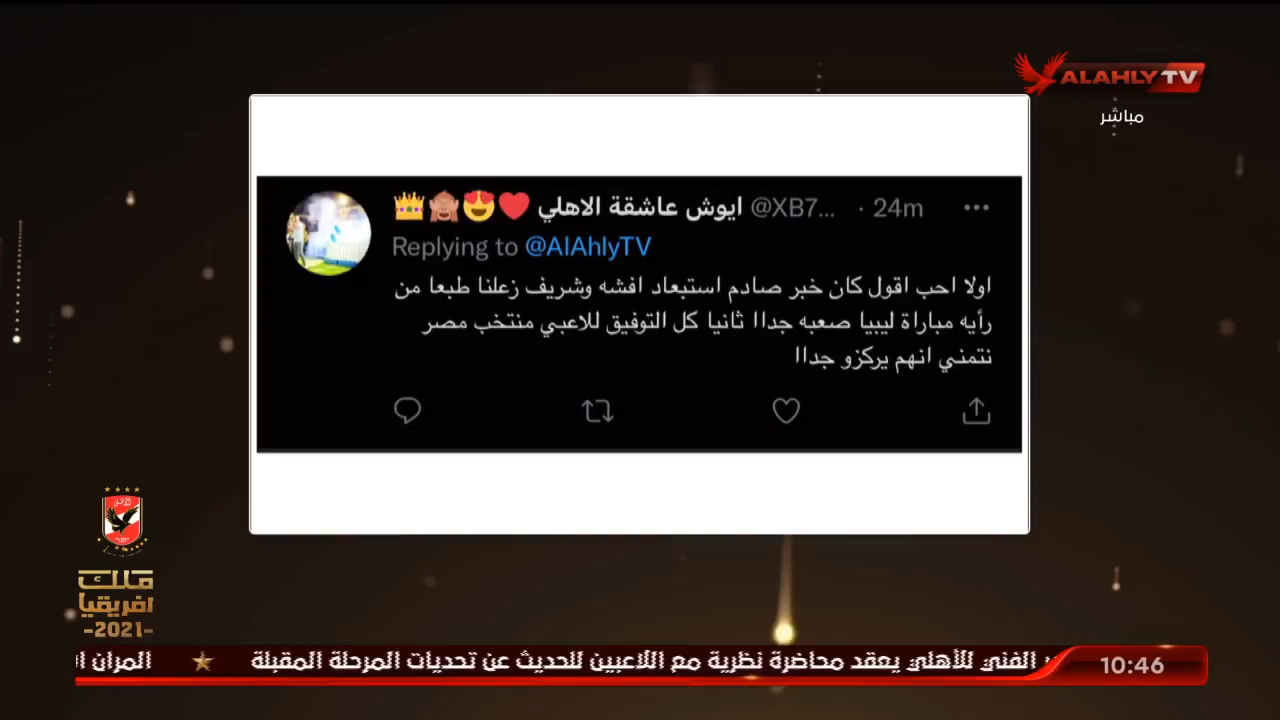 ALAHLY TV
مباشر
ايوش عاشقة الاهلي ❤️😍🙈👑 @XB7... · 24m
Replying to @AlAhlyTV
اولا احب اقول كان خبر صادم استبعاد افشه وشريف زعلنا طبعا من
رأيه مباراة ليبيا صعبه جداا ثانيا كل التوفيق للاعبي منتخب مصر
نتمني انهم يركزو جداا
ملك
افريقيا
-2021-
الفني للأهلي يعقد محاضرة نظرية مع اللاعبين للحديث عن تحديات المرحلة المقبلة ★ المران
10:46